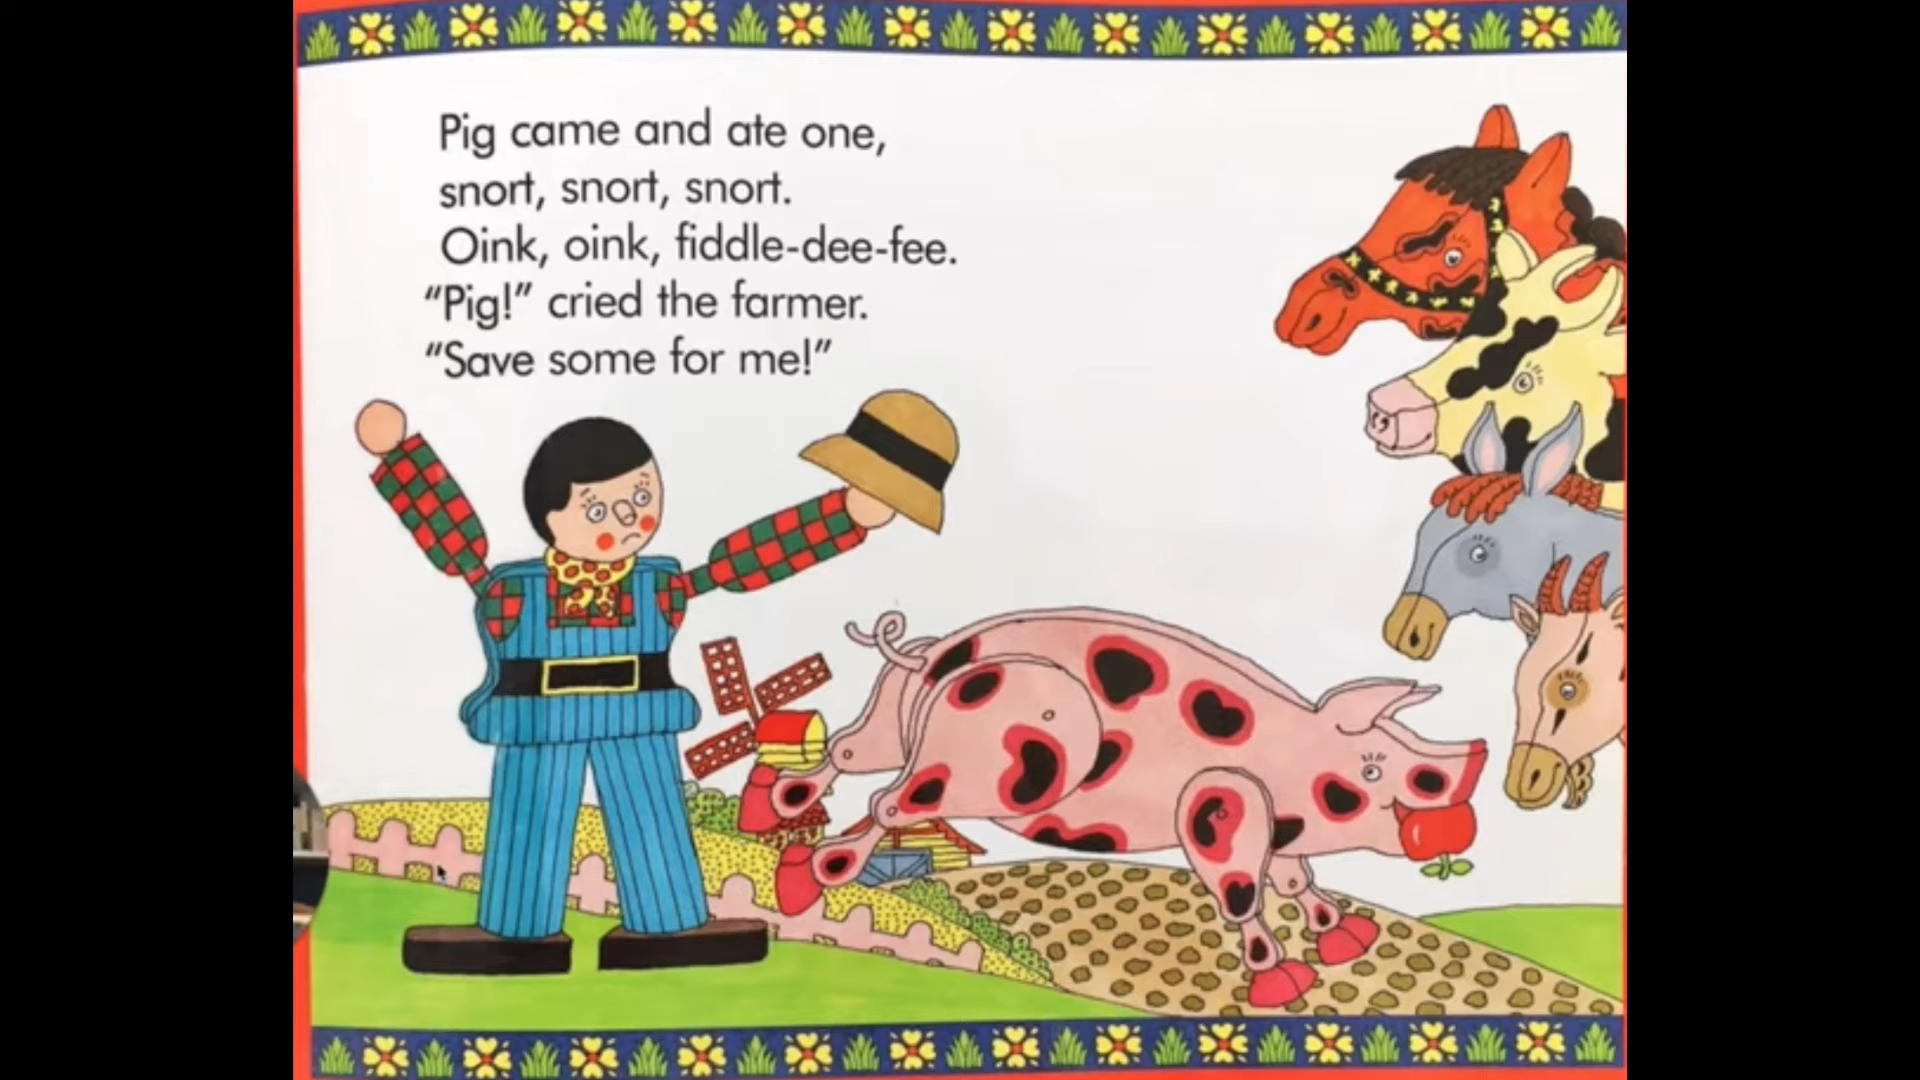 Pig came and ate one,
snort, snort, snort.
Oink, oink, fiddle-dee-fee.
“Pig!” cried the farmer.
“Save some for me!”